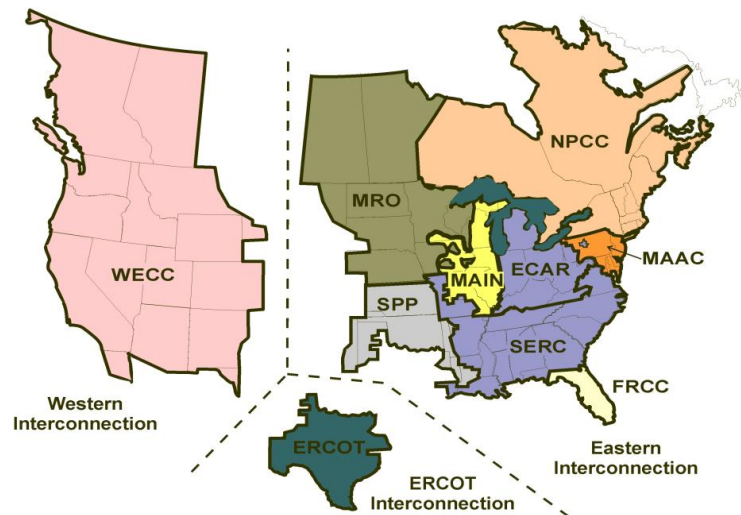 NPCC
MRO
WECC
MAIN
ECAR
MAAC
SPP
SERC
FRCC
Western
Interconnection
ERCOT
Eastern
Interconnection
ERCOT
Interconnection